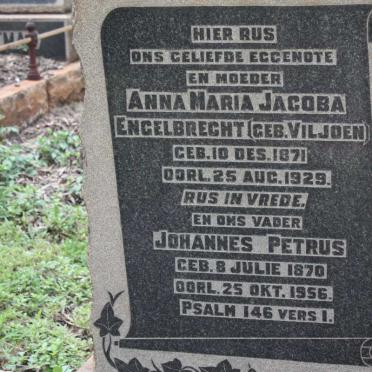 HIER RUS
ONS GELIEFDE EGGENOTE
EN MOEDER
ANNA MARIA JACOBA
ENGELBRECHT (GEB. VILJOEN)
GEB. 10 DES. 1871
OORL. 25 AUG. 1929.
RUS IN VREDE.
EN ONS VADER
JOHANNES PETRUS
GEB. 8 JULIE 1870
OORL. 25 OKT. 1956.
PSALM 146 VERS 1.